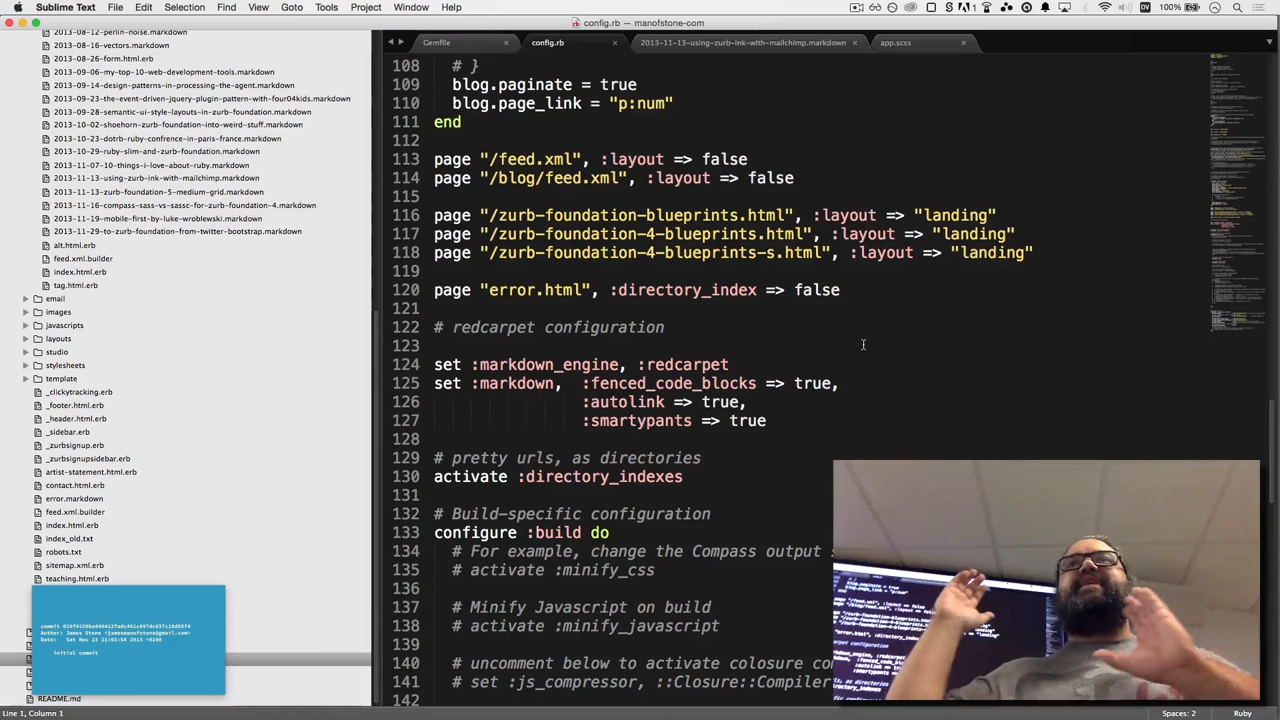 Sublime Text File Edit Selection Find View Goto Tools Project Window Help 100%
config.rb — manofstone-com
Gemfile config.rb 2013-11-13-using-zurb-ink-with-mailchimp.markdown app.scss
2013-08-12-perlin-noise.markdown
2013-08-16-vectors.markdown
2013-08-26-form.html.erb
2013-09-06-my-top-10-web-development-tools.markdown
2013-09-14-design-patterns-in-processing-the-agent.markdown
2013-09-23-the-event-driven-jquery-plugin-pattern-with-four04kids.markdown
2013-09-28-semantic-ui-style-layouts-in-zurb-foundation.markdown
2013-10-02-shoehorn-zurb-foundation-into-weird-stuff.markdown
2013-10-23-dotrb-ruby-confrence-in-paris-france.markdown
2013-10-29-ruby-slim-and-zurb-foundation.markdown
2013-11-07-10-things-i-love-about-ruby.markdown
2013-11-13-using-zurb-ink-with-mailchimp.markdown
2013-11-13-zurb-foundation-5-medium-grid.markdown
2013-11-16-compass-sass-vs-sassc-for-foundation-4.markdown
2013-11-19-mobile-first-by-luke-wroblewski.markdown
2013-11-29-to-zurb-foundation-from-twitter-bootstrap.markdown
alt.html.erb
feed.xml.builder
index.html.erb
tag.html.erb
email
images
javascripts
layouts
studio
stylesheets
template
_clickytracking.erb
_footer.html.erb
_header.html.erb
_sidebar.erb
_zurbsignup.erb
_zurbsignupsidebar.erb
artist-statement.html.erb
contact.html.erb
error.markdown
feed.xml.builder
index.html.erb
index_old.txt
robots.txt
sitemap.xml.erb
teaching.html.erb
Author: James Stone <jamesmanofstone@gmail.com>
Date: Sat Nov 23 21:02:54 2013 +0100
initial commit
README.md
108 # }
109 blog.paginate = true
110 blog.page_link = "p:num"
111 end
112
113 page "/feed.xml", :layout => false
114 page "/blog/feed.xml", :layout => false
115
116 page "/zurb-foundation-blueprints.html", :layout => "landing"
117 page "/zurb-foundation-4-blueprints.html", :layout => "landing"
118 page "/zurb-foundation-4-blueprints-s.html", :layout => "landing"
119
120 page "err.html", :directory_index => false
121
122 # redcarpet configuration
123
124 set :markdown_engine, :redcarpet
125 set :markdown, :fenced_code_blocks => true,
126 :autolink => true,
127 :smartypants => true
128
129 # pretty urls, as directories
130 activate :directory_indexes
131
132 # Build-specific configuration
133 configure :build do
134 # For example, change the Compass output
135 # activate :minify_css
136
137 # Minify Javascript on build
138 # activate :minify_javascript
139
140 # uncomment below to activate colosure
141 # set :js_compressor, ::Closure::Compiler
142
Line 1, Column 1 Spaces: 2 Ruby